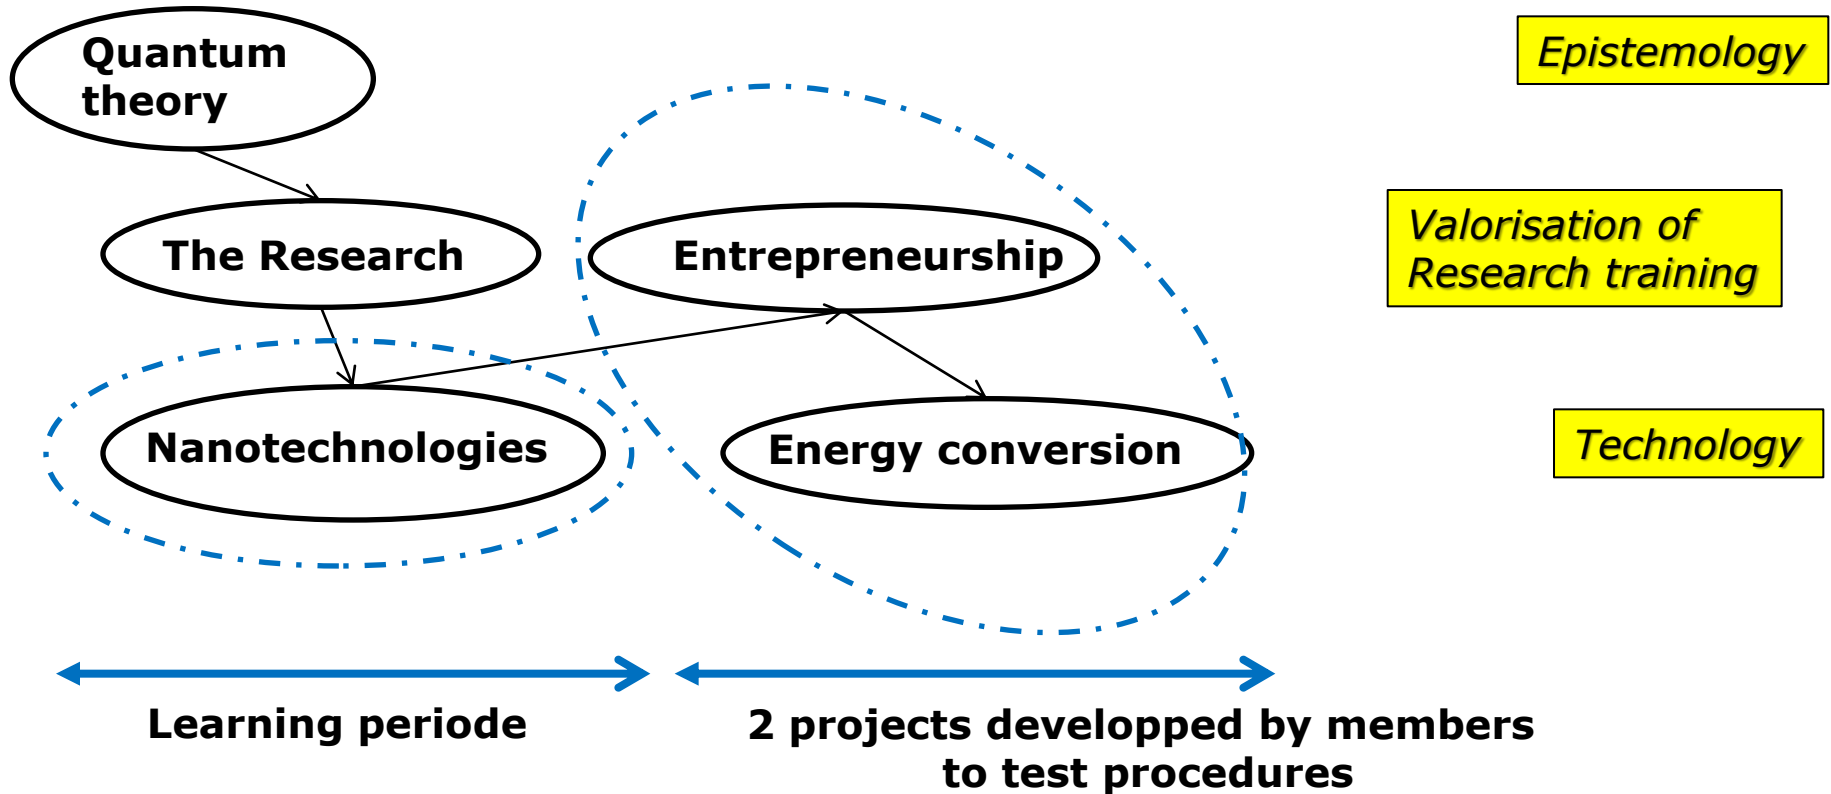 Quantum
theory
Epistemology
The Research
Entrepreneurship
Valorisation of
Research training
Nanotechnologies
Energy conversion
Technology
Learning periode
2 projects developped by members
to test procedures